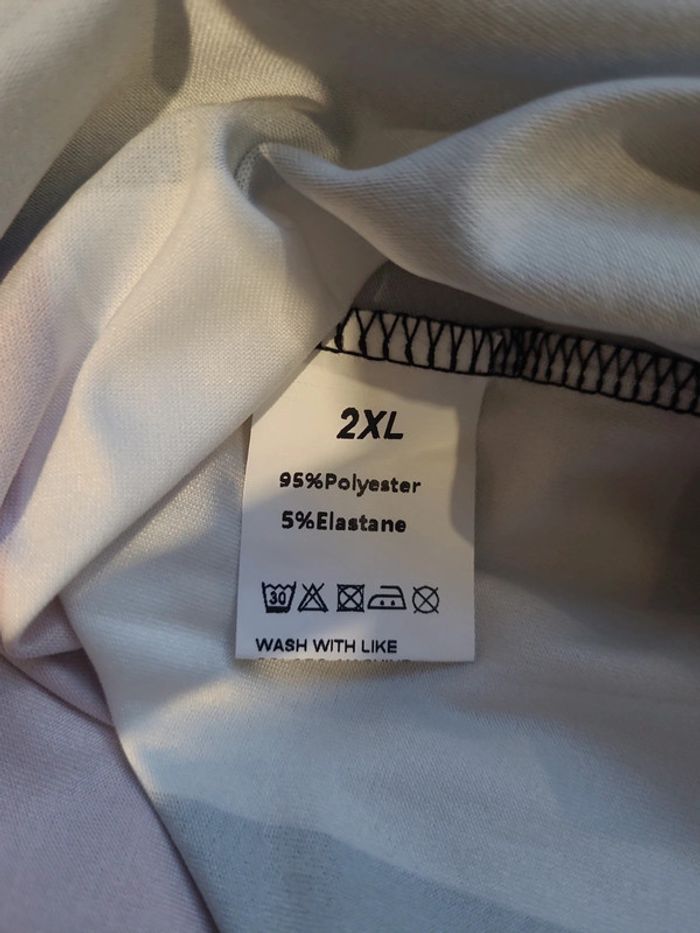 2XL
95%Polyester
5%Elastane
30
WASH WITH LIKE